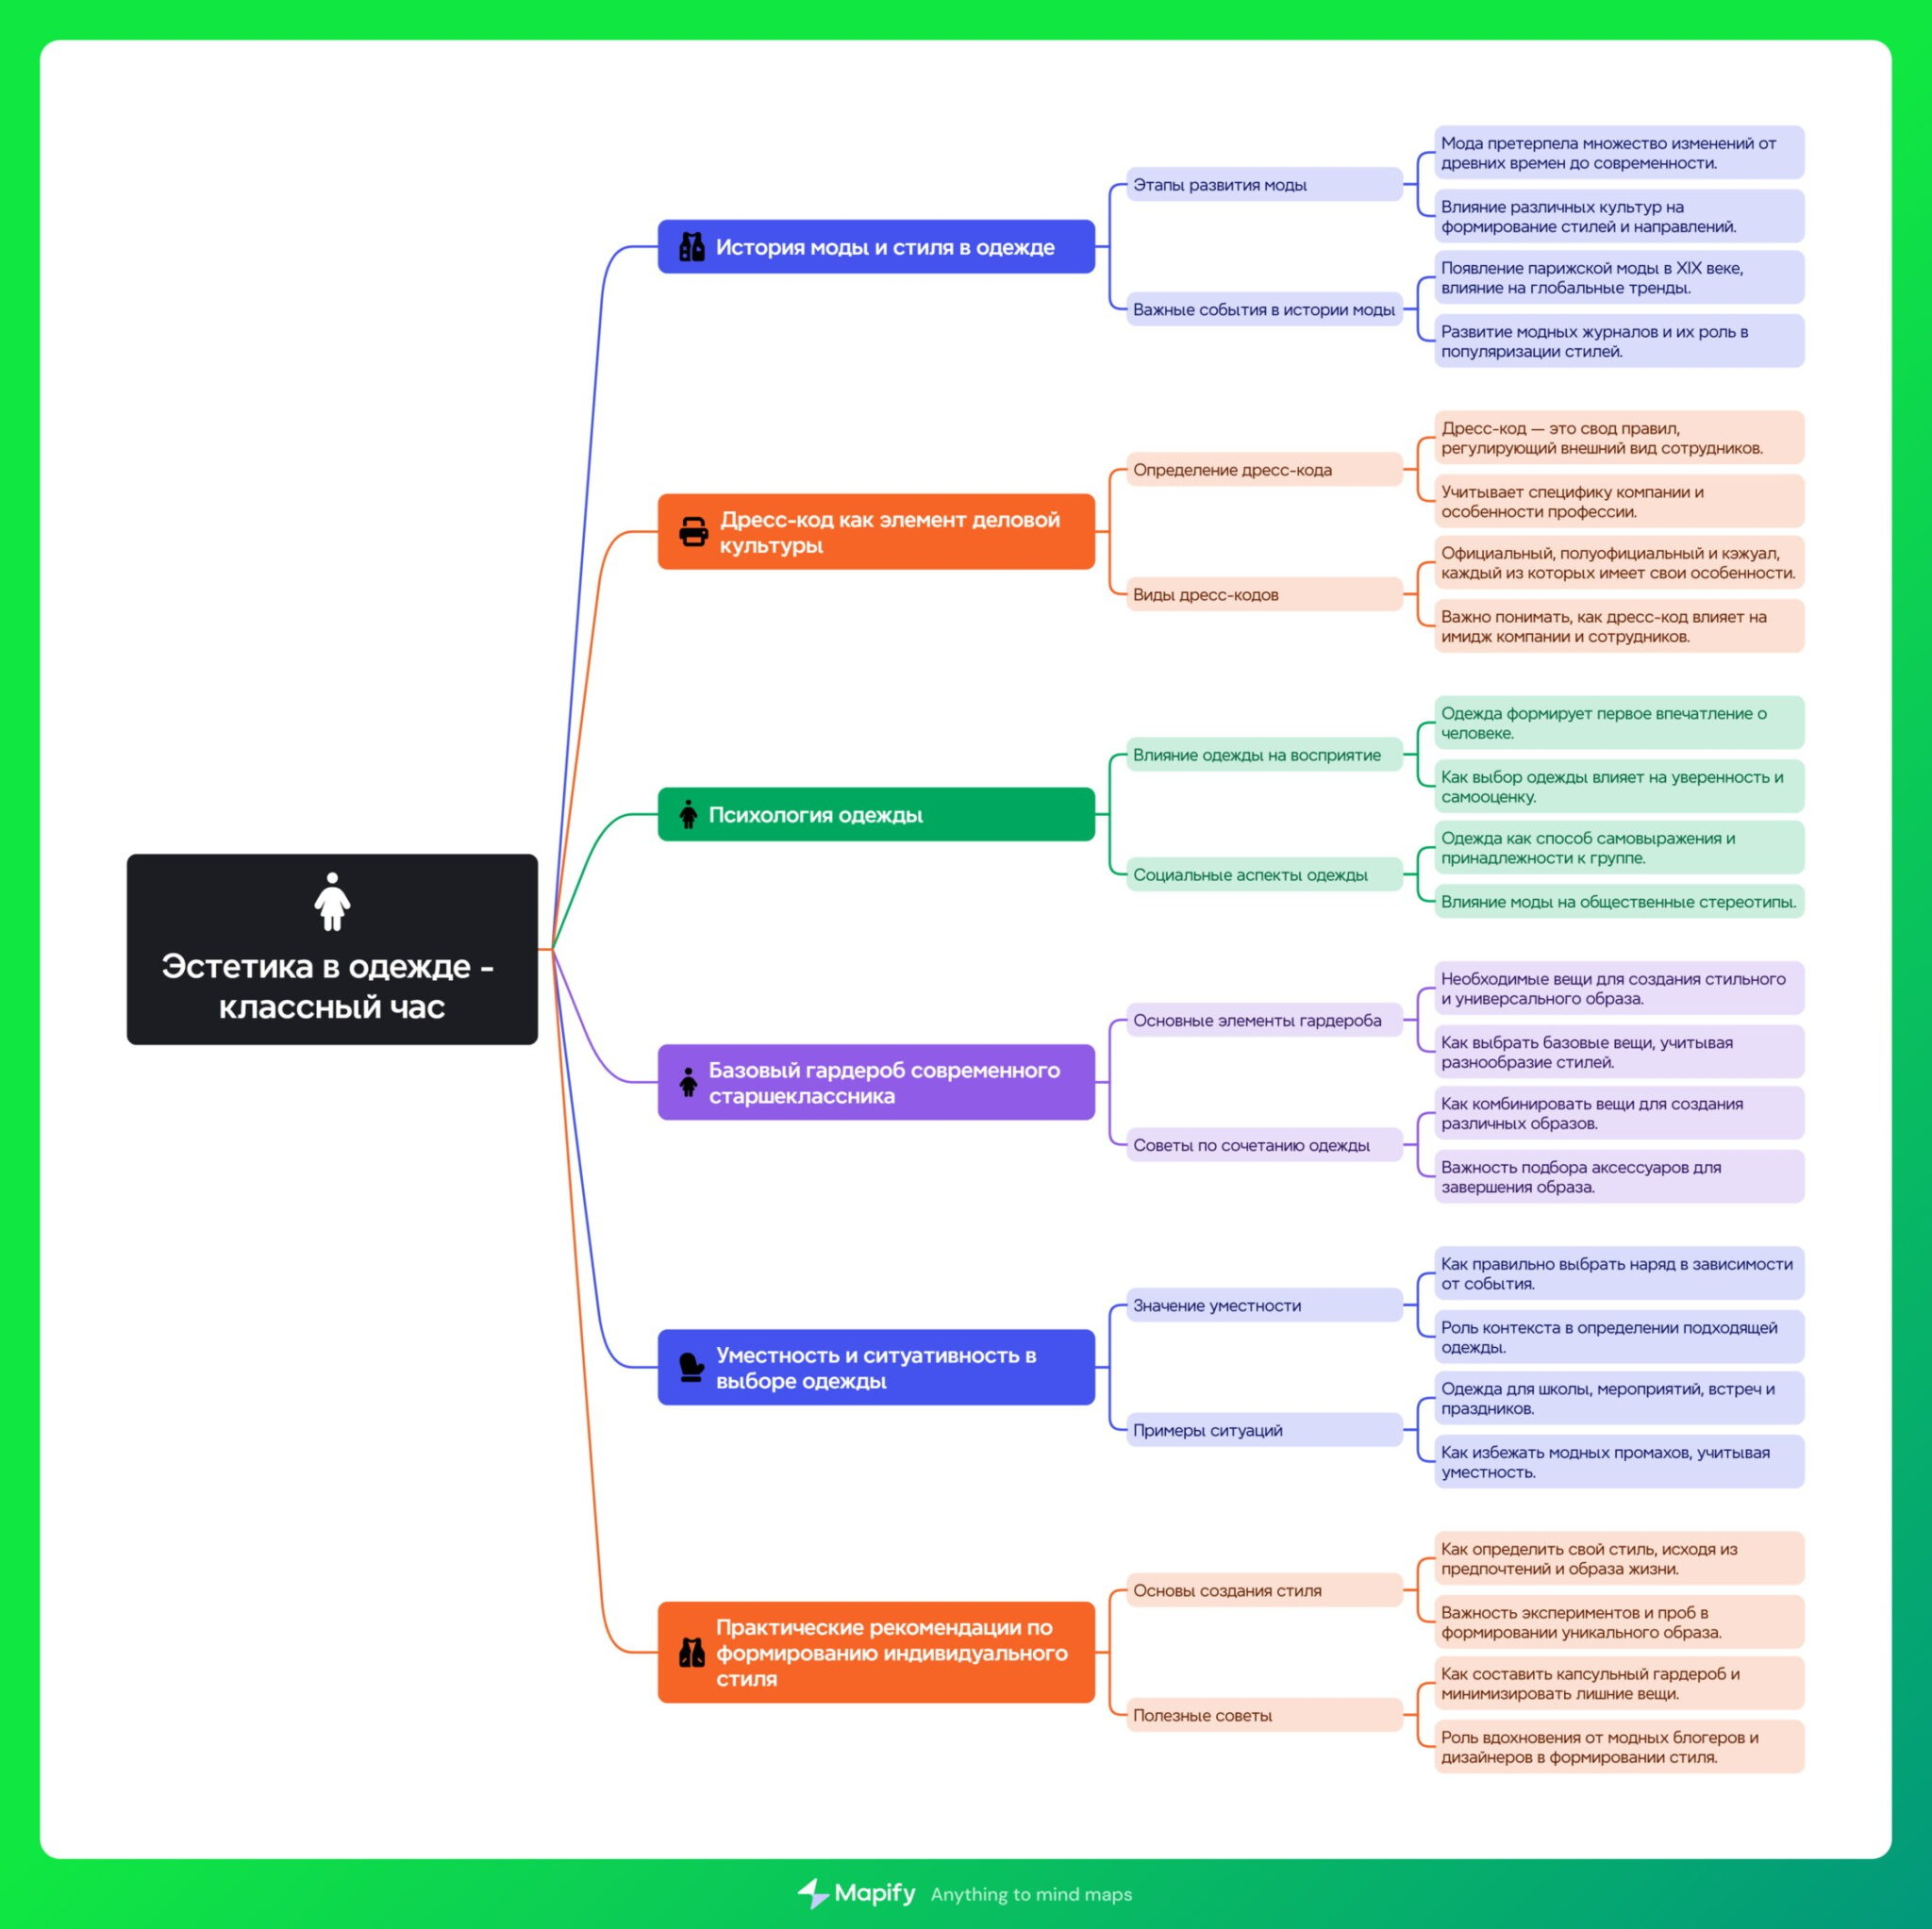 Эстетика в одежде -
классный час
История моды и стиля в одежде
Этапы развития моды
Мода претерпела множество изменений от
древних времен до современности.
Влияние различных культур на
формирование стилей и направлений.
Важные события в истории моды
Появление парижской моды в XIX веке,
влияние на глобальные тренды.
Развитие модных журналов и их роль в
популяризации стилей.
Дресс-код как элемент деловой
культуры
Определение дресс-кода
Дресс-код — это свод правил,
регулирующий внешний вид сотрудников.
Учитывает специфику компании и
особенности профессии.
Виды дресс-кодов
Официальный, полуофициальный и кэжуал,
каждый из которых имеет свои особенности.
Важно понимать, как дресс-код влияет на
имидж компании и сотрудников.
Психология одежды
Влияние одежды на восприятие
Одежда формирует первое впечатление о
человеке.
Как выбор одежды влияет на уверенность и
самооценку.
Социальные аспекты одежды
Одежда как способ самовыражения и
принадлежности к группе.
Влияние моды на общественные стереотипы.
Базовый гардероб современного
старшеклассника
Основные элементы гардероба
Необходимые вещи для создания стильного
и универсального образа.
Как выбрать базовые вещи, учитывая
разнообразие стилей.
Советы по сочетанию одежды
Как комбинировать вещи для создания
различных образов.
Важность подбора аксессуаров для
завершения образа.
Уместность и ситуативность в
выборе одежды
Значение уместности
Как правильно выбрать наряд в зависимости
от события.
Роль контекста в определении подходящей
одежды.
Примеры ситуаций
Одежда для школы, мероприятий, встреч и
праздников.
Как избежать модных промахов, учитывая
уместность.
Практические рекомендации по
формированию индивидуального
стиля
Основы создания стиля
Как определить свой стиль, исходя из
предпочтений и образа жизни.
Важность экспериментов и проб в
формировании уникального образа.
Полезные советы
Как составить капсульный гардероб и
минимизировать лишние вещи.
Роль вдохновения от модных блогеров и
дизайнеров в формировании стиля.
Mapify Anything to mind maps